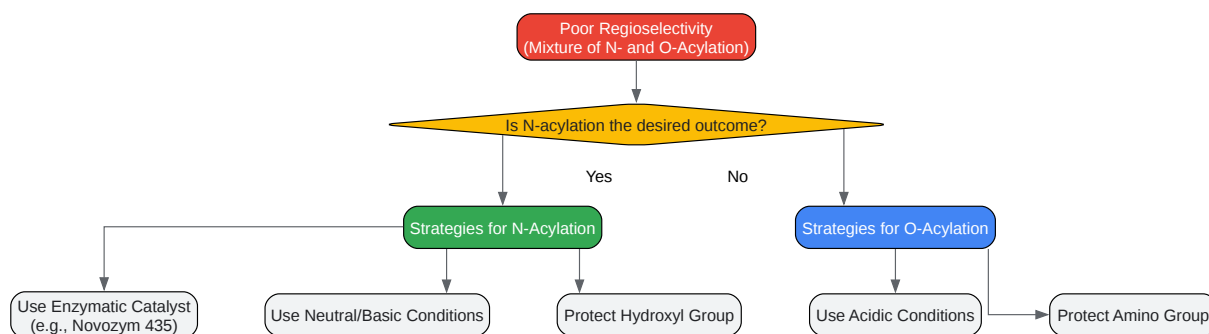 Poor Regioselectivity
(Mixture of N- and O-Acylation)
Is N-acylation the desired outcome?
Yes
No
Strategies for N-Acylation
Strategies for O-Acylation
Use Enzymatic Catalyst
(e.g., Novozym 435)
Use Neutral/Basic Conditions
Protect Hydroxyl Group
Use Acidic Conditions
Protect Amino Group